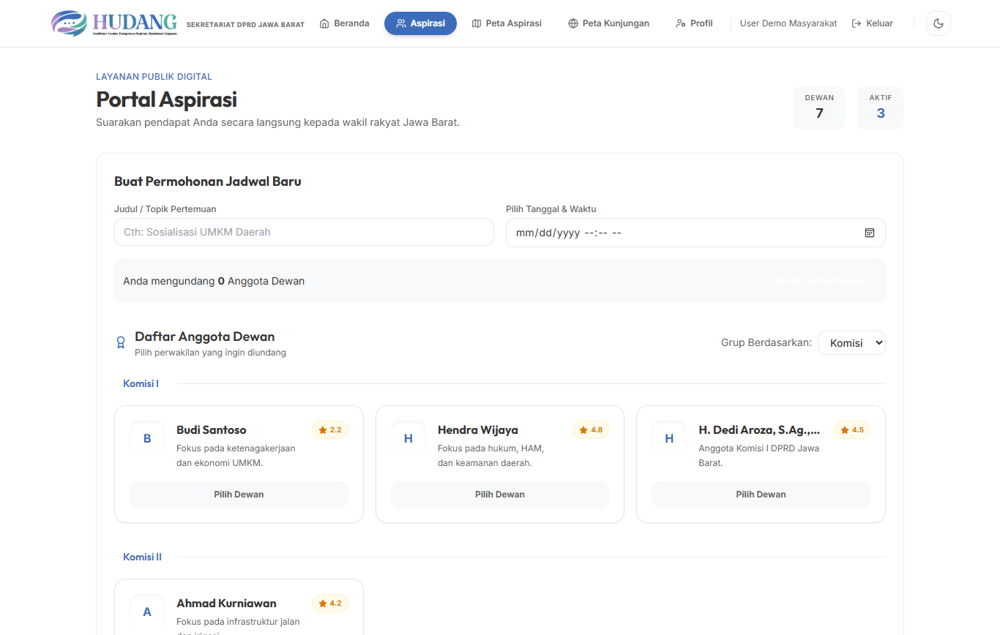 HUDANG
SEKRETARIAT DPRD JAWA BARAT
Beranda
Aspirasi
Peta Aspirasi
Peta Kunjungan
Profil
User Demo Masyarakat
Keluar
LAYANAN PUBLIK DIGITAL
Portal Aspirasi
Suarakan pendapat Anda secara langsung kepada wakil rakyat Jawa Barat.
DEWAN
7
AKTIF
3
Buat Permohonan Jadwal Baru
Judul / Topik Pertemuan
Cth: Sosialisasi UMKM Daerah
Pilih Tanggal & Waktu
mm/dd/yyyy --:-- --
Anda mengundang 0 Anggota Dewan
Kirim Permohonan
Daftar Anggota Dewan
Pilih perwakilan yang ingin diundang
Grup Berdasarkan:
Komisi
Komisi I
B
Budi Santoso
2.2
Fokus pada ketenagakerjaan
dan ekonomi UMKM.
Pilih Dewan
H
Hendra Wijaya
4.8
Fokus pada hukum, HAM,
dan keamanan daerah.
Pilih Dewan
H
H. Dedi Aroza, S.Ag.,...
4.5
Anggota Komisi I DPRD Jawa
Barat.
Pilih Dewan
Komisi II
A
Ahmad Kurniawan
4.2
Fokus pada infrastruktur jalan